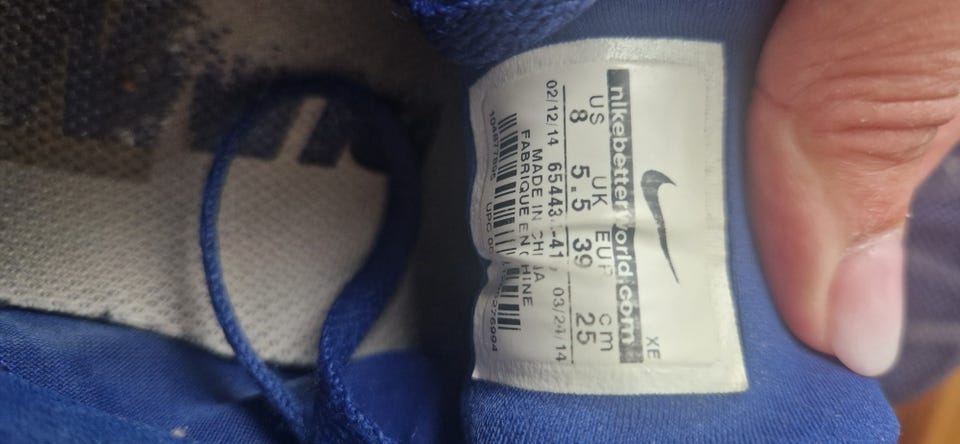 XE
nikebetterworld.com
US UK EUR cm
8 5.5 39 25
02/12/14 03/24/14
MADE IN CHINA
FABRIQUE EN CHINE